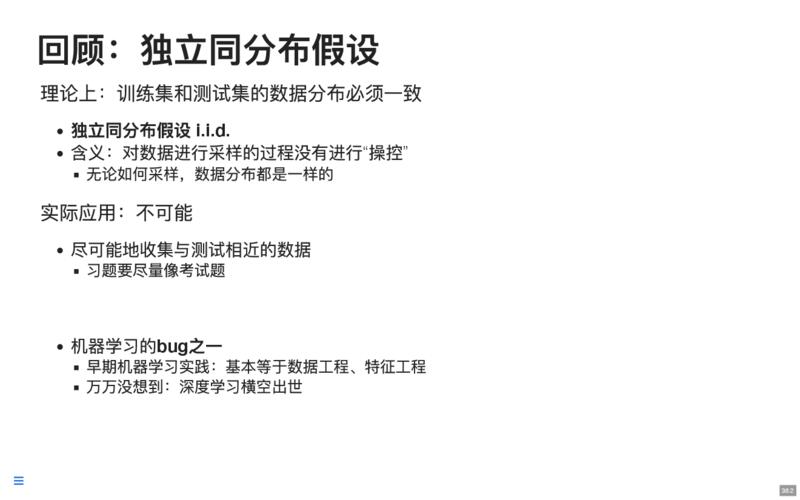 回顾：独立同分布假设
理论上：训练集和测试集的数据分布必须一致
独立同分布假设 i.i.d.
含义：对数据进行采样的过程没有进行“操控”
无论如何采样，数据分布都是一样的
实际应用：不可能
尽可能地收集与测试相近的数据
习题要尽量像考试题
机器学习的bug之一
早期机器学习实践：基本等于数据工程、特征工程
万万没想到：深度学习横空出世